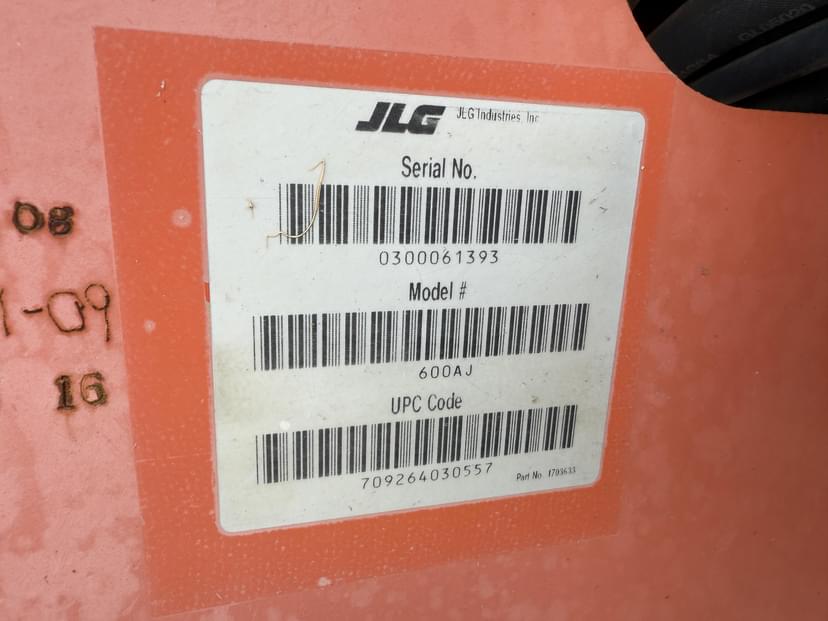 JLG JLG Industries, Inc.
Serial No.
0300061393
Model #
600AJ
UPC Code
709264030557
Part No. 1703633
08
1-09
16